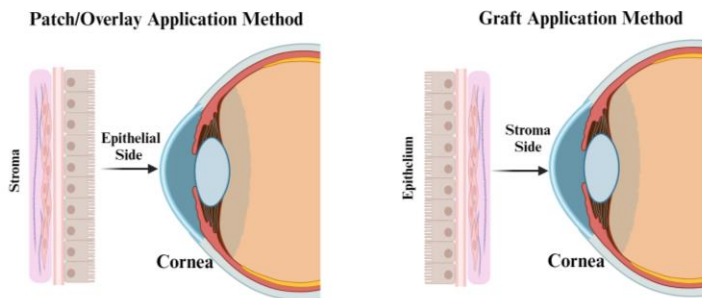 Patch/Overlay Application Method
Stroma
Epithelial
Side
Cornea
Graft Application Method
Epithelium
Stroma
Side
Cornea